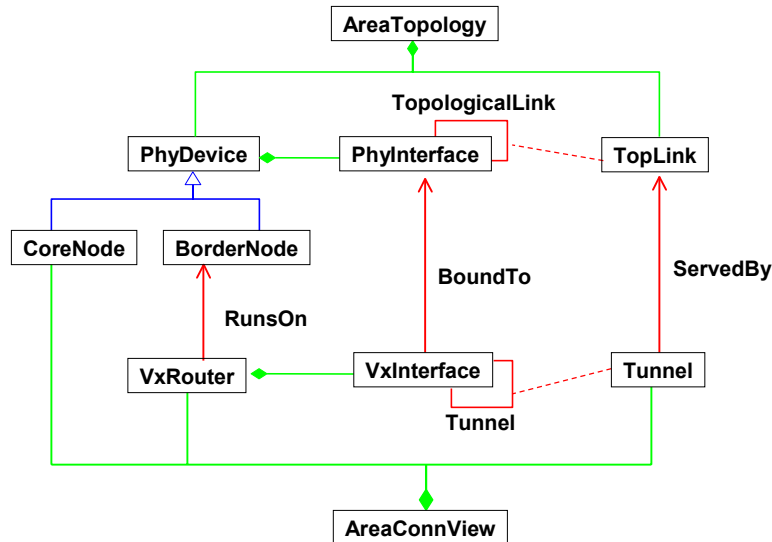 AreaTopology
TopologicalLink
PhyDevice
PhyInterface
TopLink
CoreNode
BorderNode
BoundTo
ServedBy
RunsOn
VxRouter
VxInterface
Tunnel
Tunnel
AreaConnView